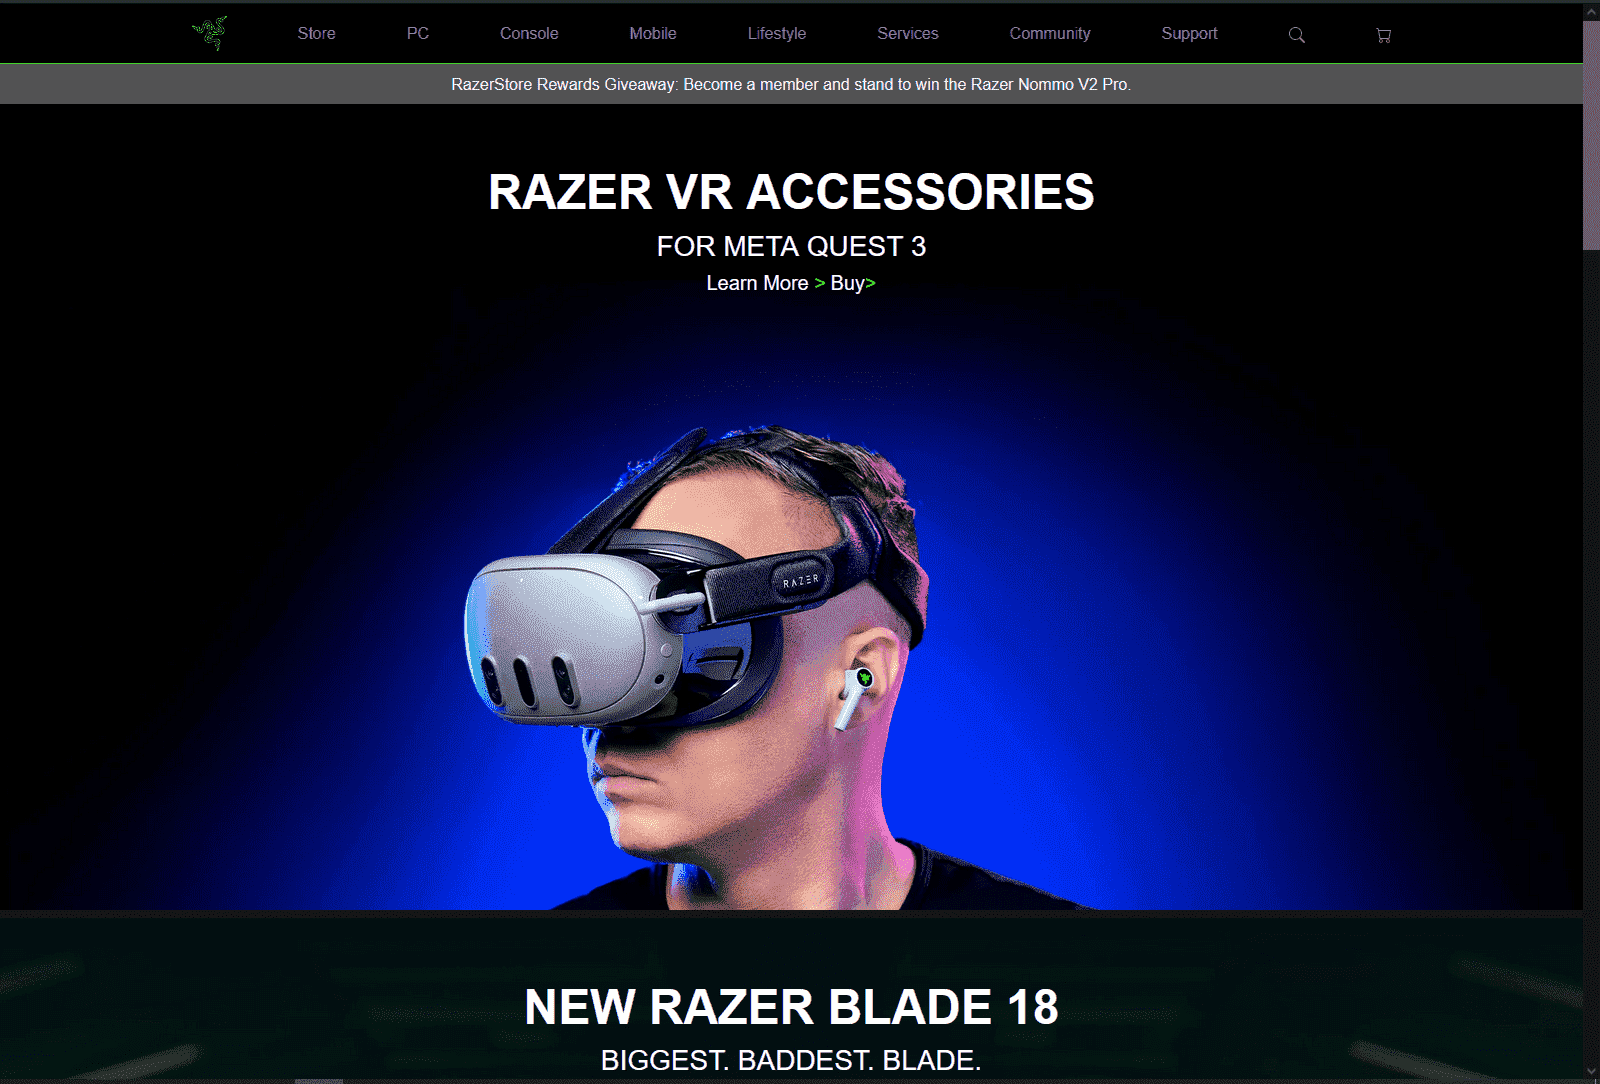 Store PC Console Mobile Lifestyle Services Community Support
RazerStore Rewards Giveaway: Become a member and stand to win the Razer Nommo V2 Pro.
RAZER VR ACCESSORIES
FOR META QUEST 3
Learn More > Buy>
RAZER
NEW RAZER BLADE 18
BIGGEST. BADDEST. BLADE.